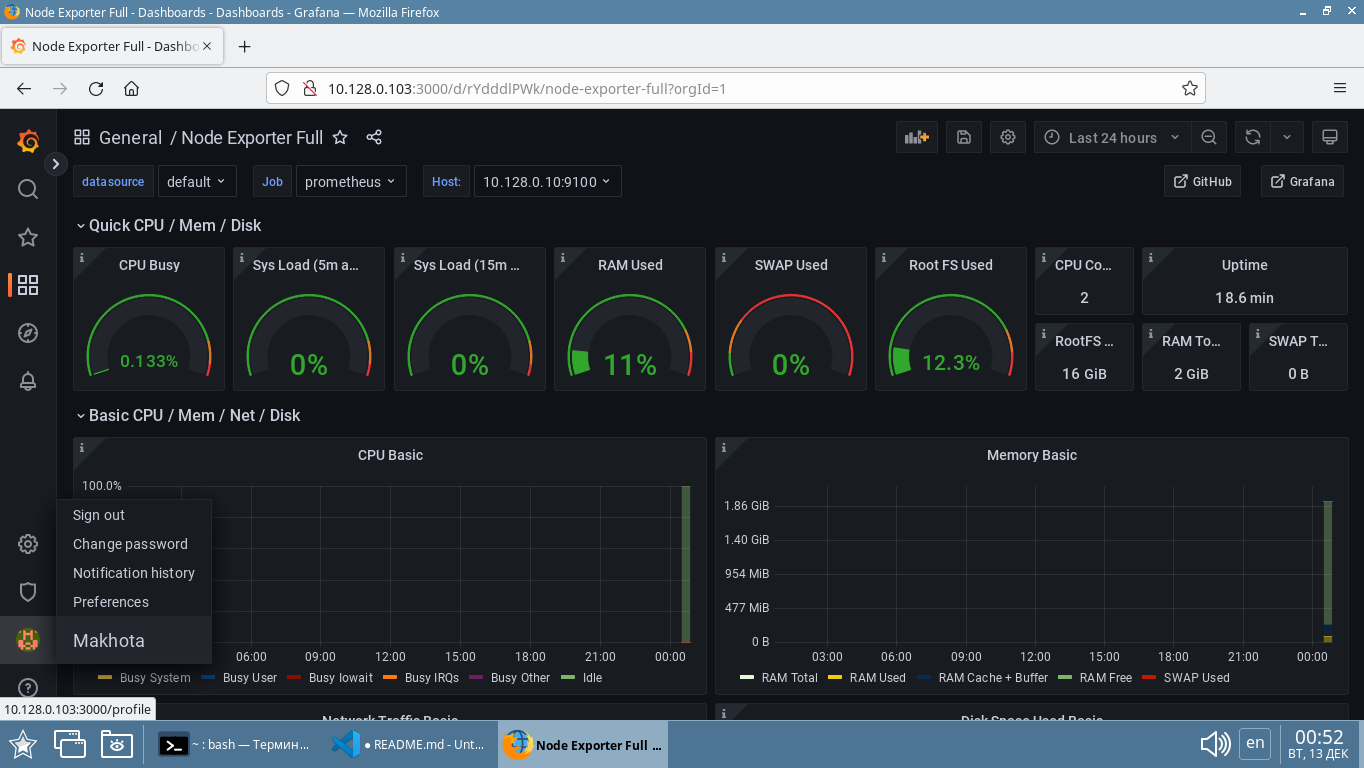 Node Exporter Full - Dashboards - Dashboards - Grafana — Mozilla Firefox
Node Exporter Full - Dashbo
10.128.0.103:3000/d/rYdddlPWk/node-exporter-full?orgId=1
General / Node Exporter Full
Last 24 hours
datasource default Job prometheus Host: 10.128.0.10:9100 GitHub Grafana
Quick CPU / Mem / Disk
CPU Busy
0.133%
Sys Load (5m a...
0%
Sys Load (15m ...
0%
RAM Used
11%
SWAP Used
0%
Root FS Used
12.3%
CPU Co...
2
Uptime
18.6 min
RootFS ...
16 GiB
RAM To...
2 GiB
SWAP T...
0 B
Basic CPU / Mem / Net / Disk
CPU Basic
100.0%
06:00 09:00 12:00 15:00 18:00 21:00 00:00
Busy System Busy User Busy Iowait Busy IRQs Busy Other Idle
Memory Basic
1.86 GiB
1.40 GiB
954 MiB
477 MiB
0 B
03:00 06:00 09:00 12:00 15:00 18:00 21:00 00:00
RAM Total RAM Used RAM Cache + Buffer RAM Free SWAP Used
Sign out
Change password
Notification history
Preferences
Makhota
Network Traffic Basic
Disk Space Used Basic
10.128.0.103:3000/profile
~ : bash — Термин...
● README.md - Unt...
Node Exporter Full ...
en
00:52
ВТ, 13 ДЕК